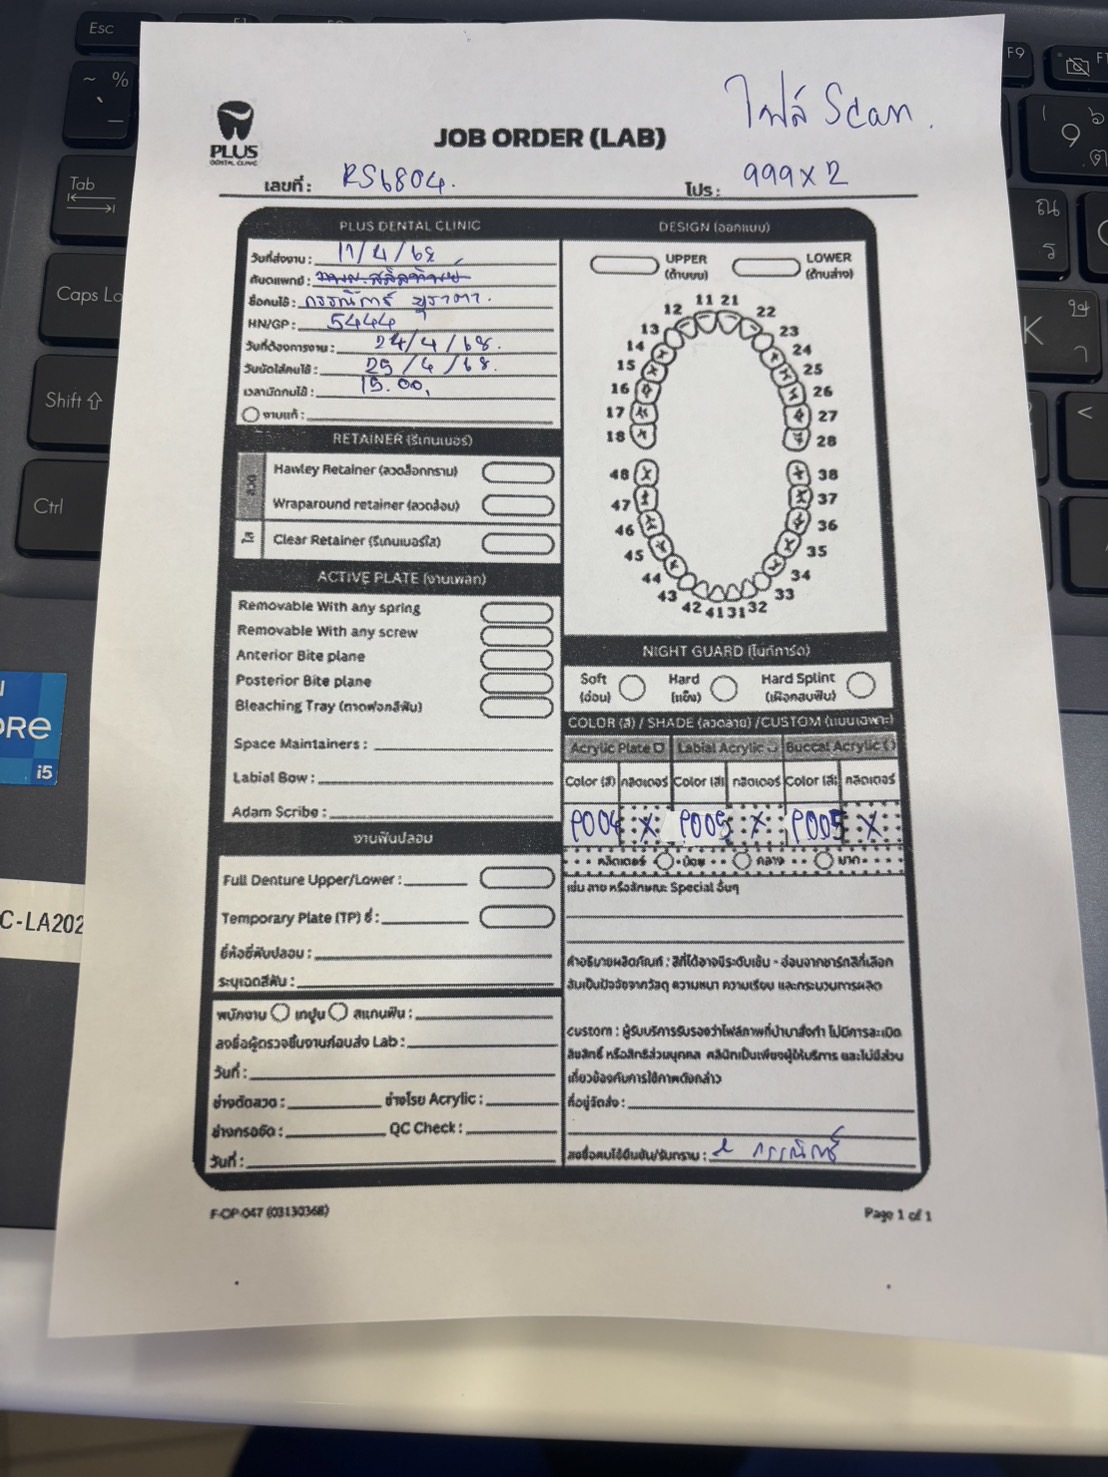 ไฟล์ Scan.
PLUS
DENTAL CLINIC
JOB ORDER (LAB)
เลขที่ : RS6804.
โปร : 999x2
PLUS DENTAL CLINIC
วันที่ส่งงาน : 17/4/68
ทันตแพทย์ :
ชื่อคนไข้ : กรรณิการ์
HN/GP : 5444
วันที่ต้องการงาน : 24/4/68.
วันนัดใส่คนไข้ : 25/4/68.
เวลานัดคนไข้ : 15.00,
งานแก้ :
RETAINER (รีเทนเนอร์)
ลวด
Hawley Retainer (ลวดล็อกกราม)
Wraparound retainer (ลวดล้อม)
ใส
Clear Retainer (รีเทนเนอร์ใส)
ACTIVE PLATE (งานเพลท)
Removable With any spring
Removable With any screw
Anterior Bite plane
Posterior Bite plane
Bleaching Tray (ถาดฟอกสีฟัน)
Space Maintainers :
Labial Bow :
Adam Scribe :
งานฟันปลอม
Full Denture Upper/Lower :
Temporary Plate (TP) ซี่ :
ยี่ห้อซี่ฟันปลอม :
ระบุเฉดสีฟัน :
พนักงาน เทปูน สแกนฟัน :
ลงชื่อผู้ตรวจชิ้นงานก่อนส่ง Lab :
วันที่ :
ช่างดัดลวด : ช่างโรย Acrylic :
ช่างกรอขัด : QC Check :
วันที่ :
DESIGN (ออกแบบ)
UPPER
(ด้านบน)
LOWER
(ด้านล่าง)
11 21
12 22
13 23
14 24
15 25
16 26
17 27
18 28
48 38
47 37
46 36
45 35
44 34
43 33
42 41 31 32
NIGHT GUARD (ไนท์การ์ด)
Soft
(อ่อน)
Hard
(แข็ง)
Hard Splint
(เฝือกสบฟัน)
COLOR (สี) / SHADE (ลวดลาย) /CUSTOM (แบบเฉพาะ)
Acrylic Plate Labial Acrylic Buccal Acrylic
Color (สี) กลิตเตอร์ Color (สี) กลิตเตอร์ Color (สี) กลิตเตอร์
P004 X P005 X P005 X
กลิตเตอร์ น้อย กลาง มาก
เช่น ลาย หรือลักษณะ Special อื่นๆ
คำอธิบายผลิตภัณฑ์ : สีที่ได้อาจมีระดับเข้ม - อ่อนจากชาร์ทสีที่เลือก
อันเป็นปัจจัยจากวัสดุ ความหนา ความเรียบ และกระบวนการผลิต
custom : ผู้รับบริการรับรองว่าไฟล์ภาพที่นำมาสั่งทำ ไม่มีการละเมิด
ลิขสิทธิ์ หรือสิทธิส่วนบุคคล คลินิกเป็นเพียงผู้ให้บริการ และไม่มีส่วน
เกี่ยวข้องกับการใช้ภาพดังกล่าว
ที่อยู่จัดส่ง :
ลงชื่อคนไข้ยืนยัน/รับทราบ : กรรณิการ์
F-OP-047 (03130368)
Page 1 of 1
Esc
Tab
Caps Lo
Shift
Ctrl
F9
CORE
i5
C-LA202